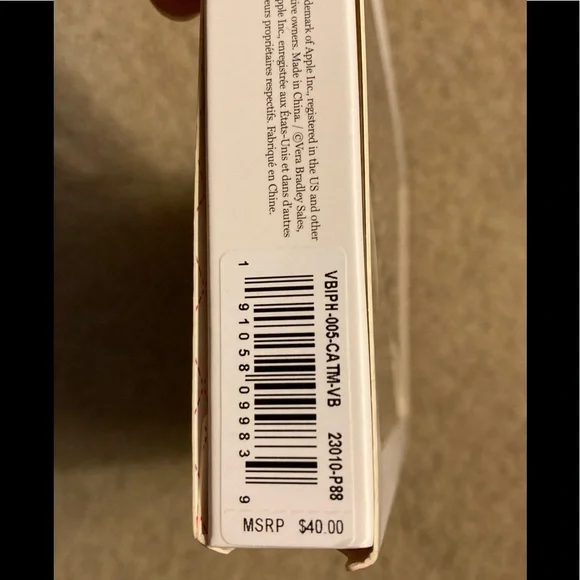 demark of Apple Inc., registered in the US and other
tive owners. Made in China. / ©Vera Bradley Sales,
pple Inc., enregistrée aux États-Unis et dans d'autres
eurs propriétaires respectifs. Fabriqué en Chine.
VBIPH-005-CATM-VB 23010-P88
1 91058 09983 9
MSRP $40.00